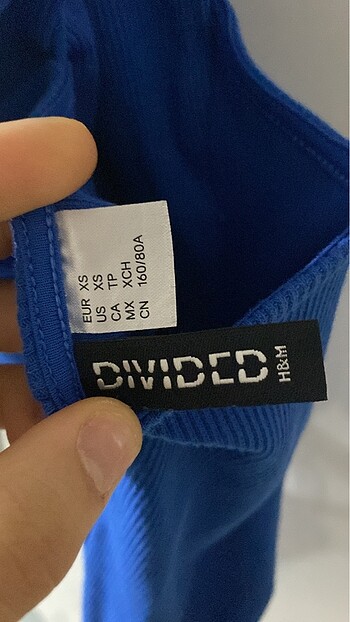 EUR XS
US XS
CA TP
MX XCH
CN 160/80A
DIVIDED
H&M